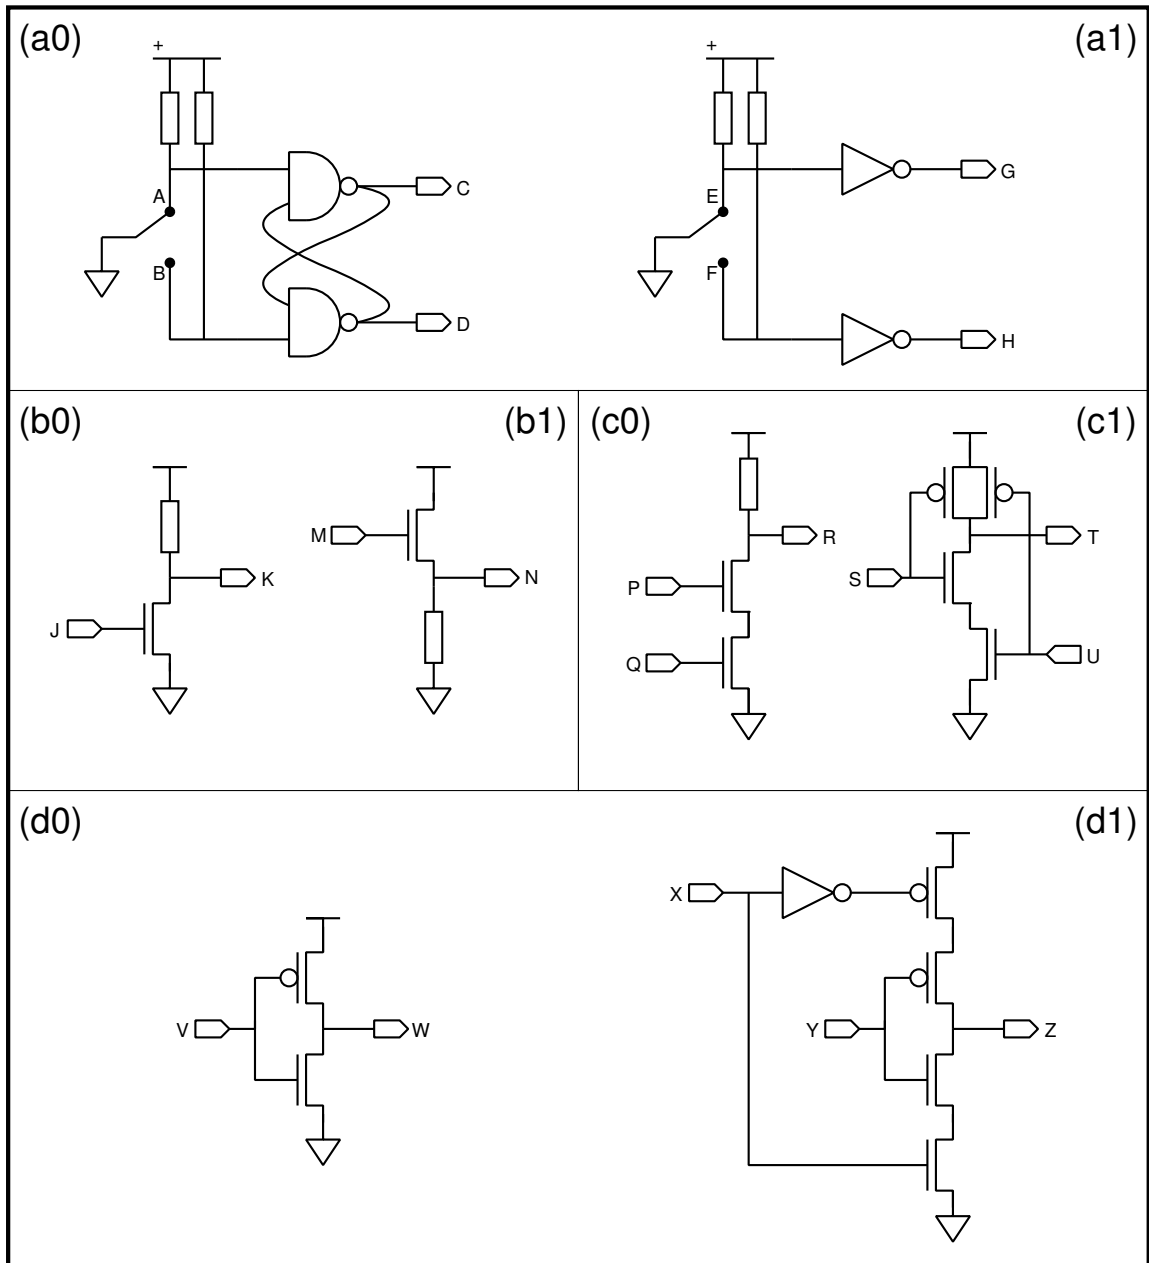 (a0)
(a1)
+
A
B
C
D
+
E
F
G
H
(b0)
(b1)
J
K
M
N
(c0)
(c1)
P
Q
R
S
T
U
(d0)
(d1)
V
W
X
Y
Z